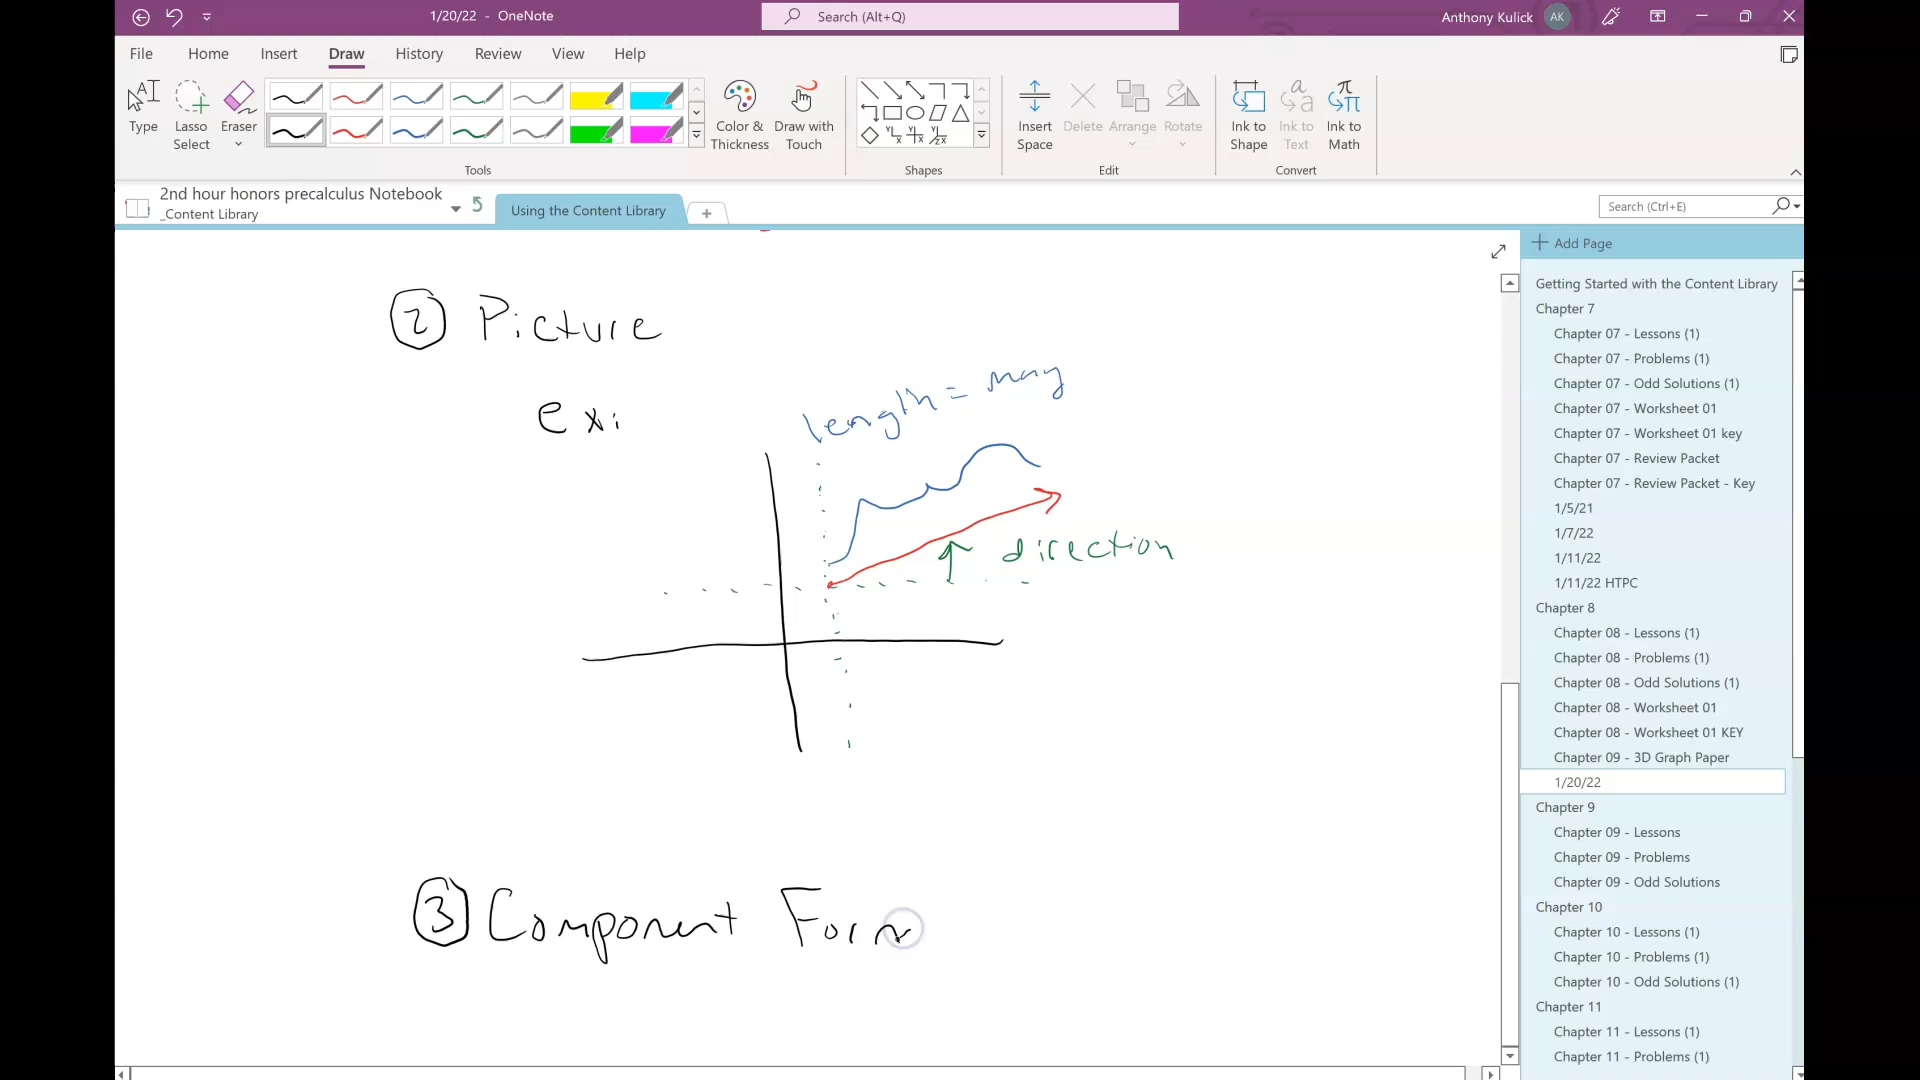 1/20/22 - OneNote
Search (Alt+Q)
Anthony Kulick AK
File Home Insert Draw History Review View Help
Type
Lasso Select
Eraser
Color & Thickness
Draw with Touch
Insert Space
Delete
Arrange
Rotate
Ink to Shape
Ink to Text
Ink to Math
Tools
Shapes
Edit
Convert
2nd hour honors precalculus Notebook
_Content Library
Using the Content Library
Search (Ctrl+E)
2 Picture
ex:
length = mag
direction
3 Component Form
Add Page
Getting Started with the Content Library
Chapter 7
Chapter 07 - Lessons (1)
Chapter 07 - Problems (1)
Chapter 07 - Odd Solutions (1)
Chapter 07 - Worksheet 01
Chapter 07 - Worksheet 01 key
Chapter 07 - Review Packet
Chapter 07 - Review Packet - Key
1/5/21
1/7/22
1/11/22
1/11/22 HTPC
Chapter 8
Chapter 08 - Lessons (1)
Chapter 08 - Problems (1)
Chapter 08 - Odd Solutions (1)
Chapter 08 - Worksheet 01
Chapter 08 - Worksheet 01 KEY
Chapter 09 - 3D Graph Paper
1/20/22
Chapter 9
Chapter 09 - Lessons
Chapter 09 - Problems
Chapter 09 - Odd Solutions
Chapter 10
Chapter 10 - Lessons (1)
Chapter 10 - Problems (1)
Chapter 10 - Odd Solutions (1)
Chapter 11
Chapter 11 - Lessons (1)
Chapter 11 - Problems (1)